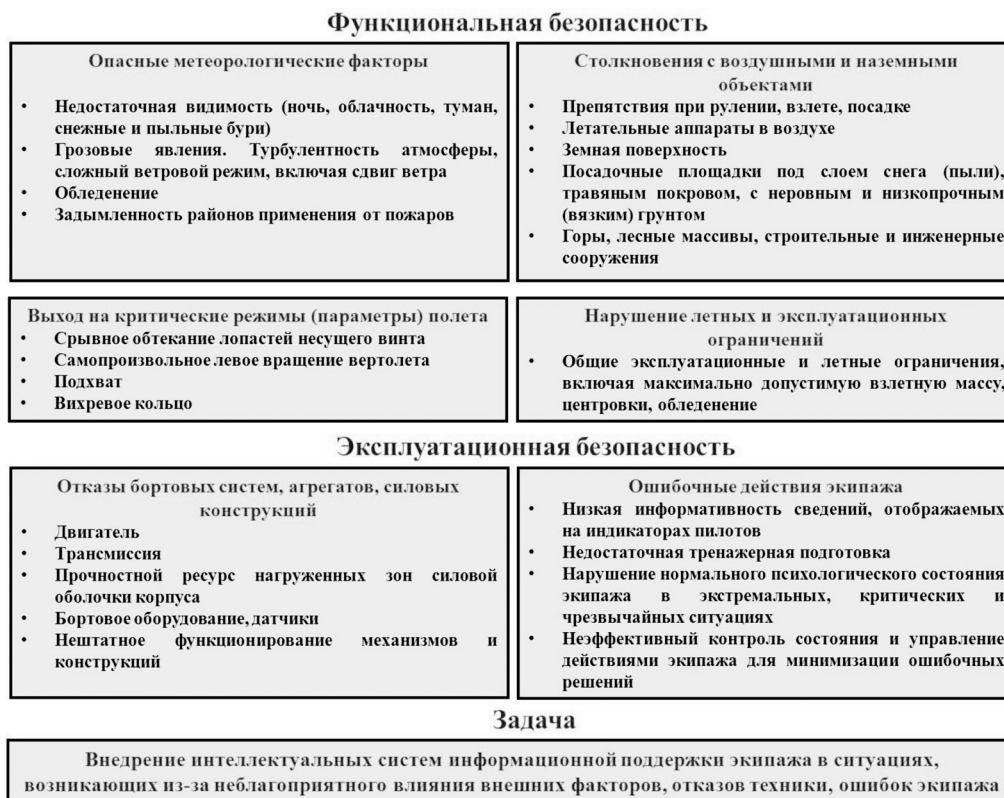 Функциональная безопасность
Опасные метеорологические факторы
• Недостаточная видимость (ночь, облачность, туман,
снежные и пыльные бури)
• Грозовые явления. Турбулентность атмосферы,
сложный ветровой режим, включая сдвиг ветра
• Обледенение
• Задымленность районов применения от пожаров
Столкновения с воздушными и наземными
объектами
• Препятствия при рулении, взлете, посадке
• Летательные аппараты в воздухе
• Земная поверхность
• Посадочные площадки под слоем снега (пыли),
травяным покровом, с неровным и низкопрочным
(вязким) грунтом
• Горы, лесные массивы, строительные и инженерные
сооружения
Выход на критические режимы (параметры) полета
• Срывное обтекание лопастей несущего винта
• Самопроизвольное левое вращение вертолета
• Подхват
• Вихревое кольцо
Нарушение летных и эксплуатационных
ограничений
• Общие эксплуатационные и летные ограничения,
включая максимально допустимую взлетную массу,
центровки, обледенение
Эксплуатационная безопасность
Отказы бортовых систем, агрегатов, силовых
конструкций
• Двигатель
• Трансмиссия
• Прочностной ресурс нагруженных зон силовой
оболочки корпуса
• Бортовое оборудование, датчики
• Нештатное функционирование механизмов и
конструкций
Ошибочные действия экипажа
• Низкая информативность сведений, отображаемых
на индикаторах пилотов
• Недостаточная тренажерная подготовка
• Нарушение нормального психологического состояния
экипажа в экстремальных, критических и
чрезвычайных ситуациях
• Неэффективный контроль состояния и управление
действиями экипажа для минимизации ошибочных
решений
Задача
Внедрение интеллектуальных систем информационной поддержки экипажа в ситуациях,
возникающих из-за неблагоприятного влияния внешних факторов, отказов техники, ошибок экипажа